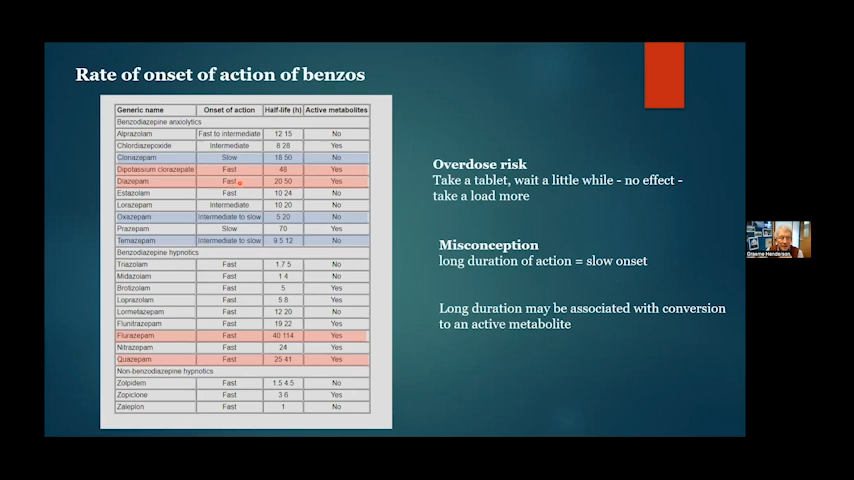 Rate of onset of action of benzos
Generic name Onset of action Half-life (h) Active metabolites
Benzodiazepine anxiolytics
Alprazolam Fast to intermediate 12 15 No
Chlordiazepoxide Intermediate 8 28 Yes
Clonazepam Slow 18 50 No
Dipotassium clorazepate Fast 48 Yes
Diazepam Fast 20 50 Yes
Estazolam Fast 10 24 No
Lorazepam Intermediate 10 20 No
Oxazepam Intermediate to slow 5 20 No
Prazepam Slow 70 Yes
Temazepam Intermediate to slow 9 5 12 No
Benzodiazepine hypnotics
Triazolam Fast 1.7 5 No
Midazolam Fast 1 4 No
Brotizolam Fast 5 Yes
Loprazolam Fast 5 8 Yes
Lormetazepam Fast 12 20 No
Flunitrazepam Fast 19 22 Yes
Flurazepam Fast 40 114 Yes
Nitrazepam Fast 24 No
Quazepam Fast 25 41 Yes
Non-benzodiazepine hypnotics
Zolpidem Fast 1.5 4.5 No
Zopiclone Fast 3 6 Yes
Zaleplon Fast 1 No
Overdose risk
Take a tablet, wait a little while - no effect -
take a load more
Misconception
long duration of action = slow onset
Long duration may be associated with conversion
to an active metabolite
Graeme Henderson